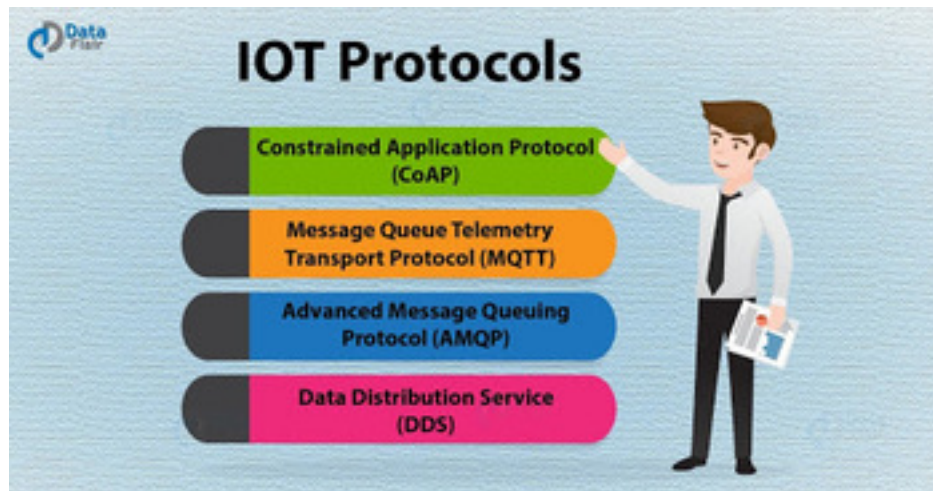 Data
Flair
IOT Protocols
Constrained Application Protocol
(CoAP)
Message Queue Telemetry
Transport Protocol (MQTT)
Advanced Message Queuing
Protocol (AMQP)
Data Distribution Service
(DDS)